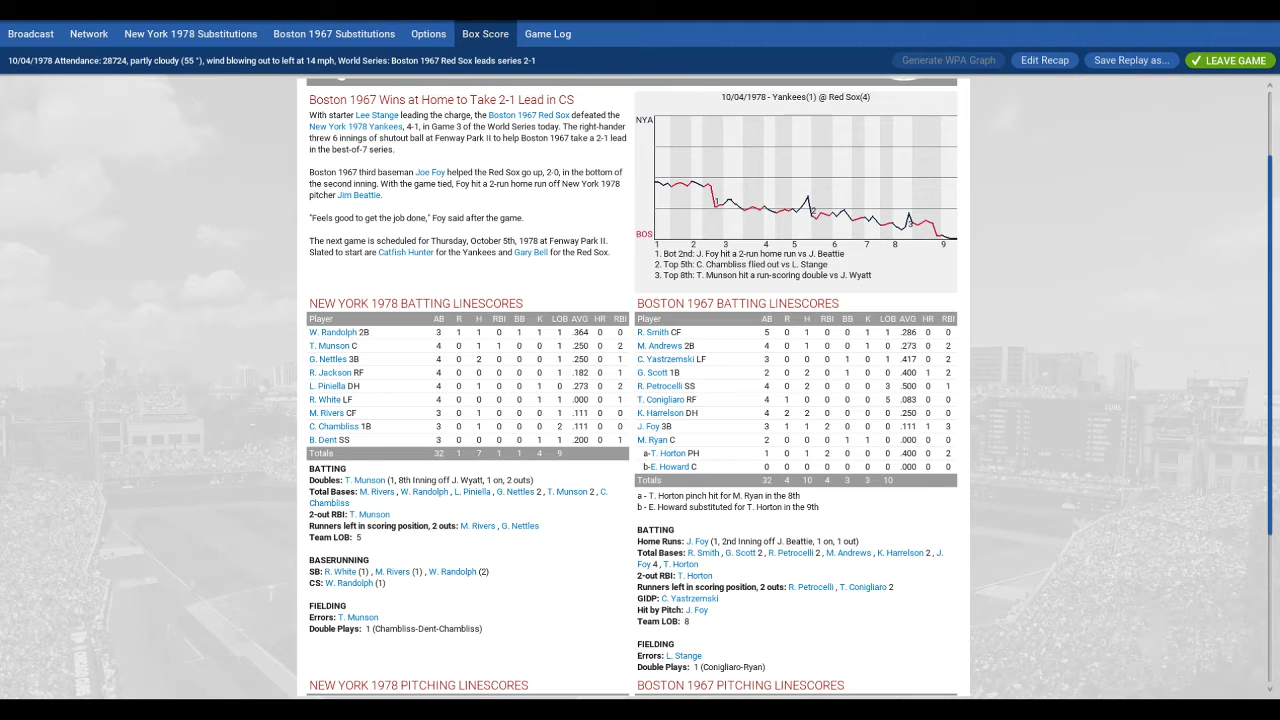 Broadcast Network New York 1978 Substitutions Boston 1967 Substitutions Options Box Score Game Log
10/04/1978 Attendance: 28724, partly cloudy (55 °), wind blowing out to left at 14 mph, World Series: Boston 1967 Red Sox leads series 2-1
Generate WPA Graph Edit Recap Save Replay as... LEAVE GAME
Boston 1967 Wins at Home to Take 2-1 Lead in CS
With starter Lee Stange leading the charge, the Boston 1967 Red Sox defeated the
New York 1978 Yankees, 4-1, in Game 3 of the World Series today. The right-hander
threw 6 innings of shutout ball at Fenway Park II to help Boston 1967 take a 2-1 lead
in the best-of-7 series.
Boston 1967 third baseman Joe Foy helped the Red Sox go up, 2-0, in the bottom of
the second inning. With the game tied, Foy hit a 2-run home run off New York 1978
pitcher Jim Beattie.
"Feels good to get the job done," Foy said after the game.
The next game is scheduled for Thursday, October 5th, 1978 at Fenway Park II.
Slated to start are Catfish Hunter for the Yankees and Gary Bell for the Red Sox.
10/04/1978 - Yankees(1) @ Red Sox(4)
NYA
1
2
3
BOS
1 2 3 4 5 6 7 8 9
1. Bot 2nd: J. Foy hit a 2-run home run vs J. Beattie
2. Top 5th: C. Chambliss flied out vs L. Stange
3. Top 8th: T. Munson hit a run-scoring double vs J. Wyatt
NEW YORK 1978 BATTING LINESCORES
Player AB R H RBI BB K LOB AVG HR RBI
W. Randolph 2B 3 1 1 0 1 1 1 .364 0 0
T. Munson C 4 0 1 1 0 0 1 .250 0 2
G. Nettles 3B 4 0 2 0 0 0 1 .250 0 1
R. Jackson RF 4 0 0 0 0 0 1 .182 0 1
L. Piniella DH 4 0 1 0 0 1 0 .273 0 2
R. White LF 4 0 0 0 0 1 1 .000 0 1
M. Rivers CF 3 0 1 0 0 0 1 .111 0 0
C. Chambliss 1B 3 0 1 0 0 0 2 .111 0 0
B. Dent SS 3 0 0 0 0 1 1 .200 0 1
Totals 32 1 7 1 1 4 9
BATTING
Doubles: T. Munson (1, 8th Inning off J. Wyatt, 1 on, 2 outs)
Total Bases: M. Rivers , W. Randolph , L. Piniella , G. Nettles 2 , T. Munson 2 , C.
Chambliss
2-out RBI: T. Munson
Runners left in scoring position, 2 outs: M. Rivers , G. Nettles
Team LOB: 5
BASERUNNING
SB: R. White (1) , M. Rivers (1) , W. Randolph (2)
CS: W. Randolph (1)
FIELDING
Errors: T. Munson
Double Plays: 1 (Chambliss-Dent-Chambliss)
NEW YORK 1978 PITCHING LINESCORES
BOSTON 1967 BATTING LINESCORES
Player AB R H RBI BB K LOB AVG HR RBI
R. Smith CF 5 0 1 0 0 1 1 .286 0 0
M. Andrews 2B 4 0 1 0 0 0 1 .273 0 2
C. Yastrzemski LF 3 0 0 0 1 0 1 .417 0 2
G. Scott 1B 2 0 2 0 1 0 0 .400 1 2
R. Petrocelli SS 4 0 2 0 0 0 3 .500 0 1
T. Conigliaro RF 4 1 0 0 0 0 5 .083 0 0
K. Harrelson DH 4 2 2 0 0 0 0 .250 0 0
J. Foy 3B 3 1 1 2 0 0 0 .111 1 3
M. Ryan C 2 0 0 0 1 1 0 .000 0 0
a-T. Horton PH 1 0 1 2 0 0 0 .400 0 2
b-E. Howard C 0 0 0 0 0 0 0 .000 0 0
Totals 32 4 10 4 3 3 10
a - T. Horton pinch hit for M. Ryan in the 8th
b - E. Howard substituted for T. Horton in the 9th
BATTING
Home Runs: J. Foy (1, 2nd Inning off J. Beattie, 1 on, 1 out)
Total Bases: R. Smith , G. Scott 2 , R. Petrocelli 2 , M. Andrews , K. Harrelson 2 , J.
Foy 4 , T. Horton
2-out RBI: T. Horton
Runners left in scoring position, 2 outs: R. Petrocelli , T. Conigliaro 2
GIDP: C. Yastrzemski
Hit by Pitch: J. Foy
Team LOB: 8
FIELDING
Errors: L. Stange
Double Plays: 1 (Conigliaro-Ryan)
BOSTON 1967 PITCHING LINESCORES